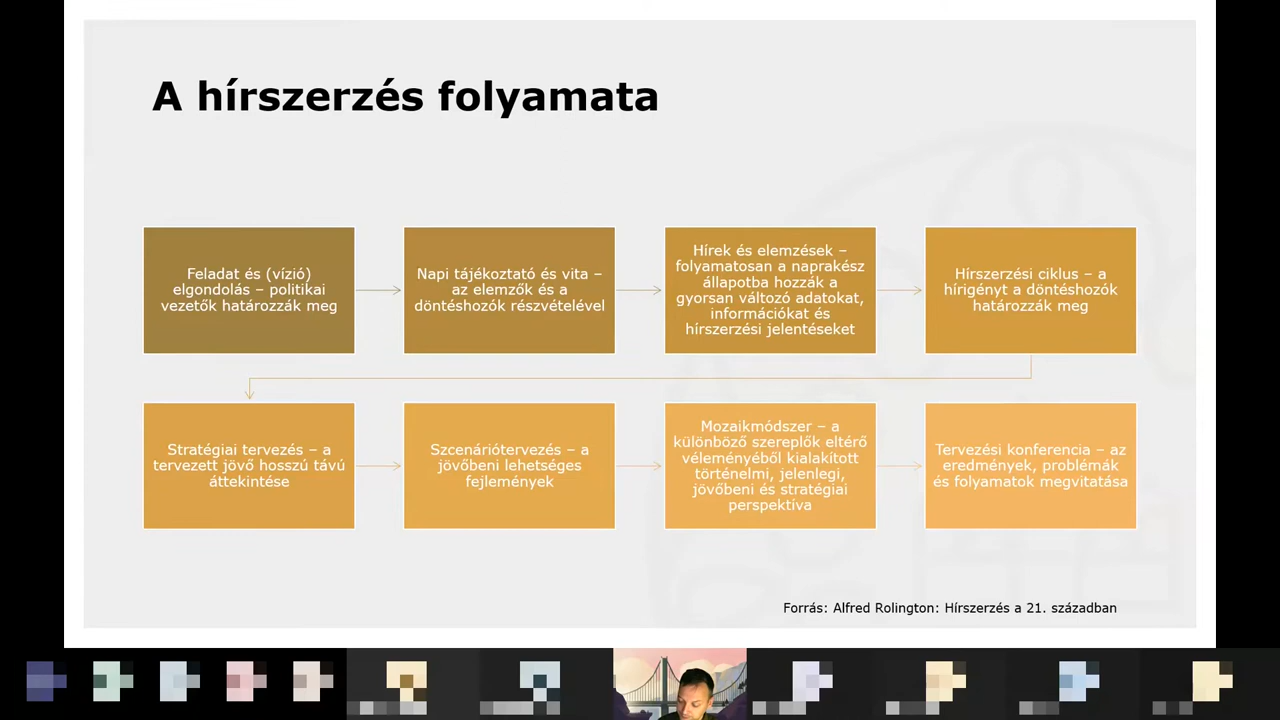 A hírszerzés folyamata
Feladat és (vízió)
elgondolás – politikai
vezetők határozzák meg
Napi tájékoztató és vita –
az elemzők és a
döntéshozók részvételével
Hírek és elemzések –
folyamatosan a naprakész
állapotba hozzák a
gyorsan változó adatokat,
információkat és
hírszerzési jelentéseket
Hírszerzési ciklus – a
hírigényt a döntéshozók
határozzák meg
Stratégiai tervezés – a
tervezett jövő hosszú távú
áttekintése
Szcenáriótervezés – a
jövőbeni lehetséges
fejlemények
Mozaikmódszer – a
különböző szereplők eltérő
véleményéből kialakított
történelmi, jelenlegi,
jövőbeni és stratégiai
perspektíva
Tervezési konferencia – az
eredmények, problémák
és folyamatok megvitatása
Forrás: Alfred Rolington: Hírszerzés a 21. században